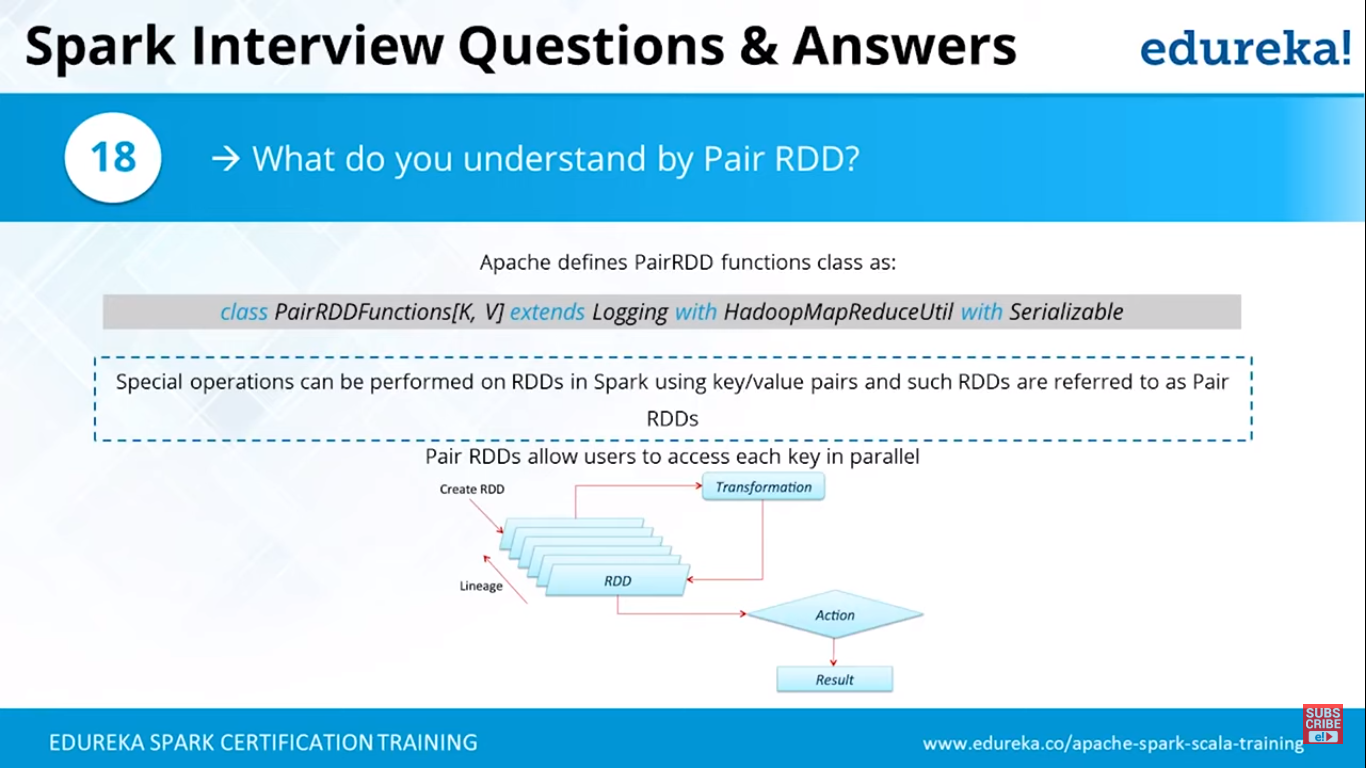 Spark Interview Questions & Answers
edureka!
18
→ What do you understand by Pair RDD?
Apache defines PairRDD functions class as:
class PairRDDFunctions[K, V] extends Logging with HadoopMapReduceUtil with Serializable
Special operations can be performed on RDDs in Spark using key/value pairs and such RDDs are referred to as Pair
RDDs
Pair RDDs allow users to access each key in parallel
Create RDD
Transformation
Lineage
RDD
Action
Result
EDUREKA SPARK CERTIFICATION TRAINING
www.edureka.co/apache-spark-scala-training
SUBS
CRIBE
e!